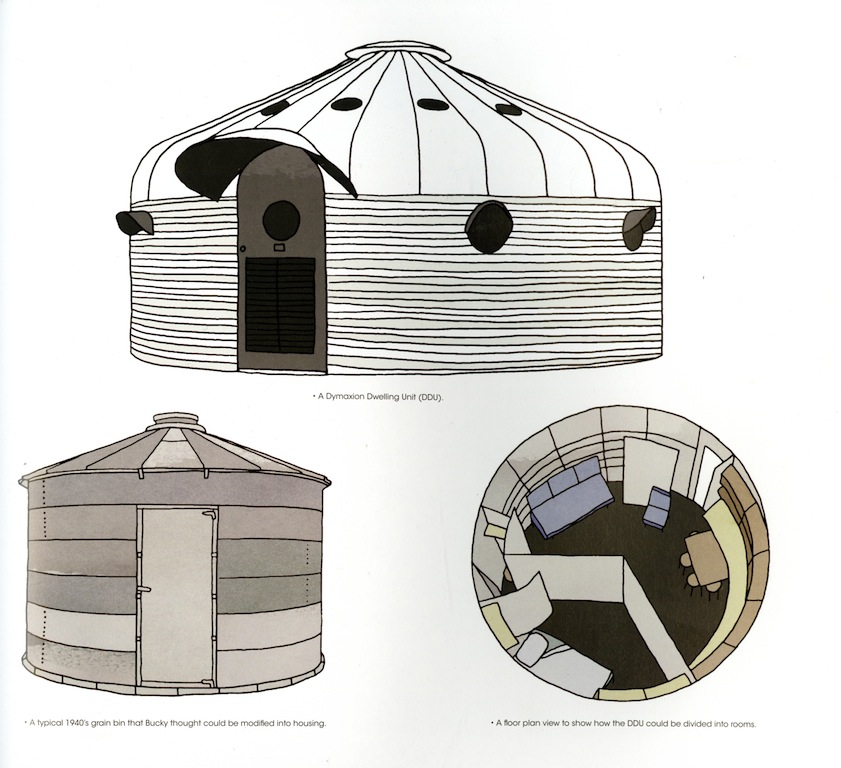 • A Dymaxion Dwelling Unit (DDU).
• A typical 1940's grain bin that Bucky thought could be modified into housing.
• A floor plan view to show how the DDU could be divided into rooms.